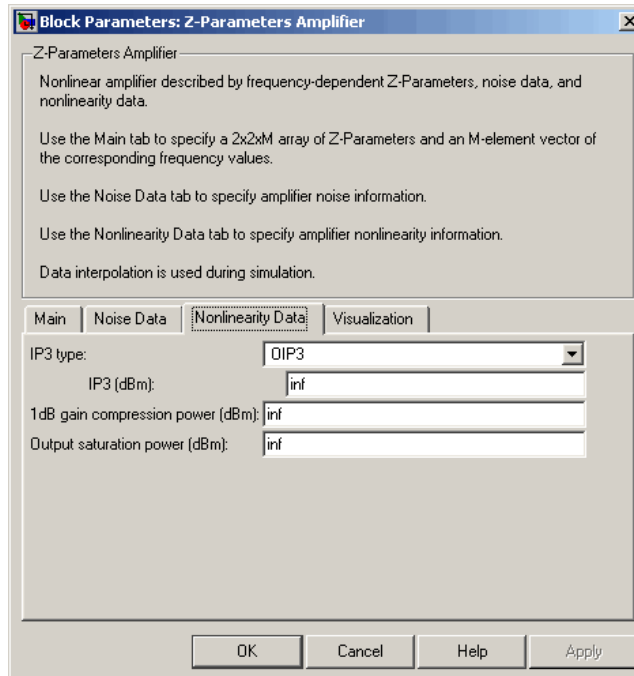 Block Parameters: Z-Parameters Amplifier
Z-Parameters Amplifier
Nonlinear amplifier described by frequency-dependent Z-Parameters, noise data, and
nonlinearity data.
Use the Main tab to specify a 2x2xM array of Z-Parameters and an M-element vector of
the corresponding frequency values.
Use the Noise Data tab to specify amplifier noise information.
Use the Nonlinearity Data tab to specify amplifier nonlinearity information.
Data interpolation is used during simulation.
Main Noise Data Nonlinearity Data Visualization
IP3 type: OIP3
IP3 (dBm): inf
1dB gain compression power (dBm): inf
Output saturation power (dBm): inf
OK Cancel Help Apply